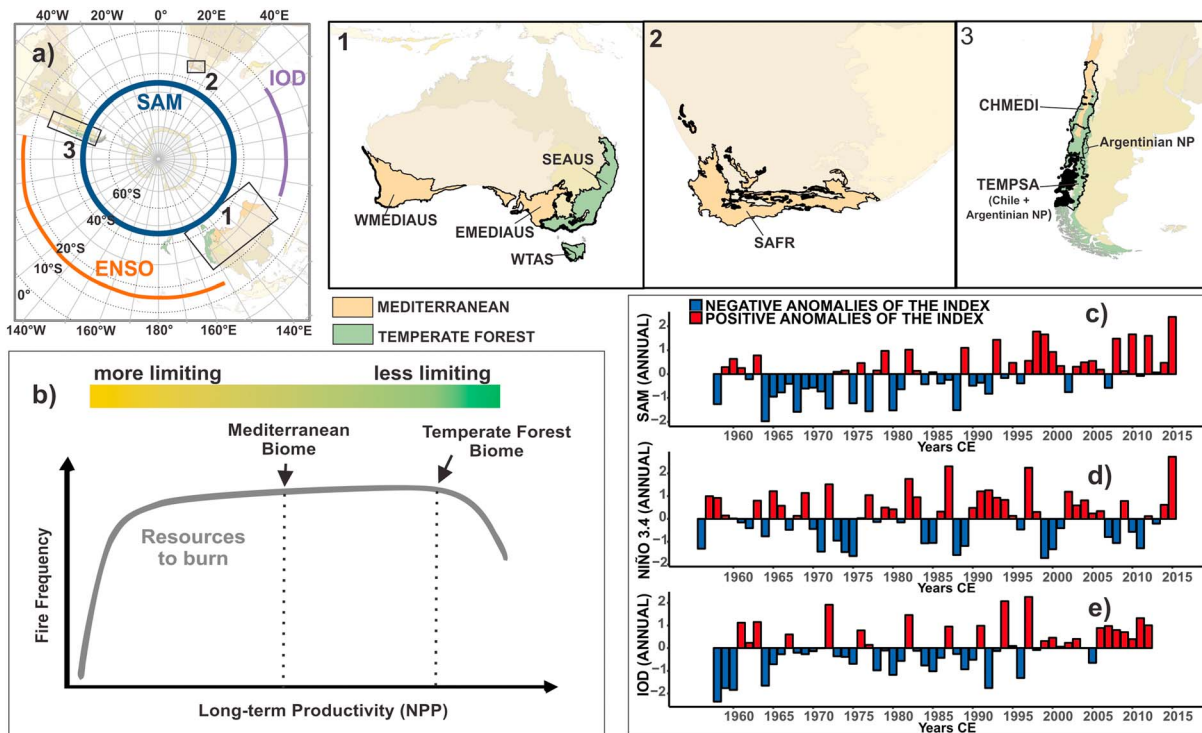 40°W 20°W 0° 20°E 40°E
a)
2
IOD
SAM
3
60°S
1
40°S
20°S
10°S
ENSO
0°
140°W 160°W 180°W 160°E 140°E
1
SEAUS
WMEDIAUS
EMEDIAUS
WTAS
2
SAFR
3
CHMEDI
Argentinian NP
TEMPSA
(Chile +
Argentinian NP)
MEDITERRANEAN
TEMPERATE FOREST
b)
more limiting less limiting
Mediterranean
Biome
Temperate Forest
Biome
Resources
to burn
Fire Frequency
Long-term Productivity (NPP)
NEGATIVE ANOMALIES OF THE INDEX
POSITIVE ANOMALIES OF THE INDEX
c)
SAM (ANNUAL)
2
1
0
−1
−2
1960 1965 1970 1975 1980 1985 1990 1995 2000 2005 2010 2015
Years CE
d)
NIÑO 3.4 (ANNUAL)
2
1
0
−1
−2
1960 1965 1970 1975 1980 1985 1990 1995 2000 2005 2010 2015
Years CE
e)
IOD (ANNUAL)
2
1
0
−1
−2
1960 1965 1970 1975 1980 1985 1990 1995 2000 2005 2010 2015
Years CE